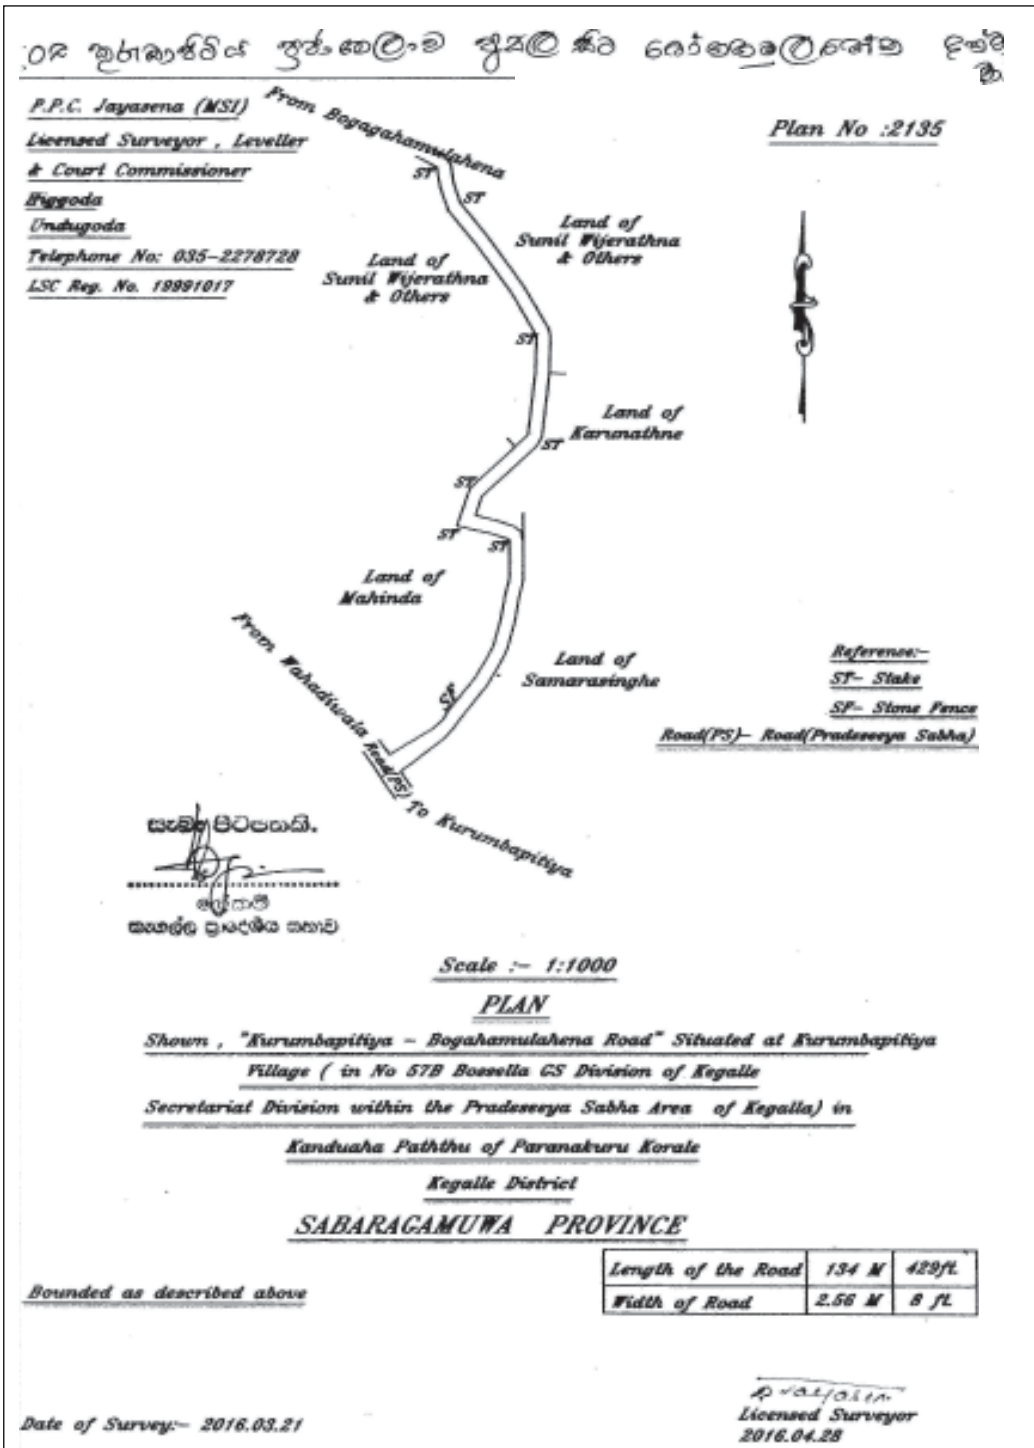 කුරුම්බාපිටිය
P.P.C. Jayasena (MSI)
Licensed Surveyor , Leveller
& Court Commissioner
Higgoda
Undugoda
Telephone No: 035-2278728
LSC Reg. No. 19991017
Plan No :2135
From Bogagahamulahena
ST
ST
Land of
Sunil Wijerathna
& Others
Land of
Sunil Wijerathna
& Others
ST
Land of
Karunathne
ST
ST
ST
ST
Land of
Mahinda
From Wahadiwala
Land of
Samarasinghe
SF
Road(PS)
To Kurumbapitiya
Reference:-
ST- Stake
SF- Stone Fence
Road(PS)- Road(Pradeseeya Sabha)
සැබෑ පිටපතකි.
ලේකම්
කෑගල්ල ප්‍රාදේශීය සභාව
Scale :- 1:1000
PLAN
Shown , "Kurumbapitiya - Bogahamulahena Road" Situated at Kurumbapitiya
Village ( in No 57B Bossella GS Division of Kegalle
Secretariat Division within the Pradeseeya Sabha Area of Kegalla) in
Kanduaha Paththu of Paranakuru Korale
Kegalle District
SABARAGAMUWA PROVINCE
Length of the Road 134 M 429ft.
Width of Road 2.56 M 8 ft.
Bounded as described above
Date of Survey:- 2016.03.21
Licensed Surveyor
2016.04.28